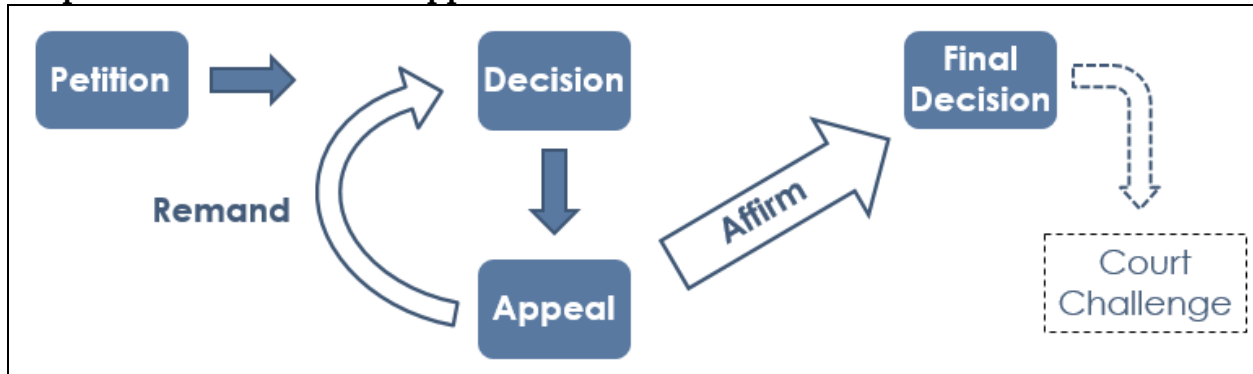 Petition
Decision
Final
Decision
Remand
Affirm
Appeal
Court
Challenge